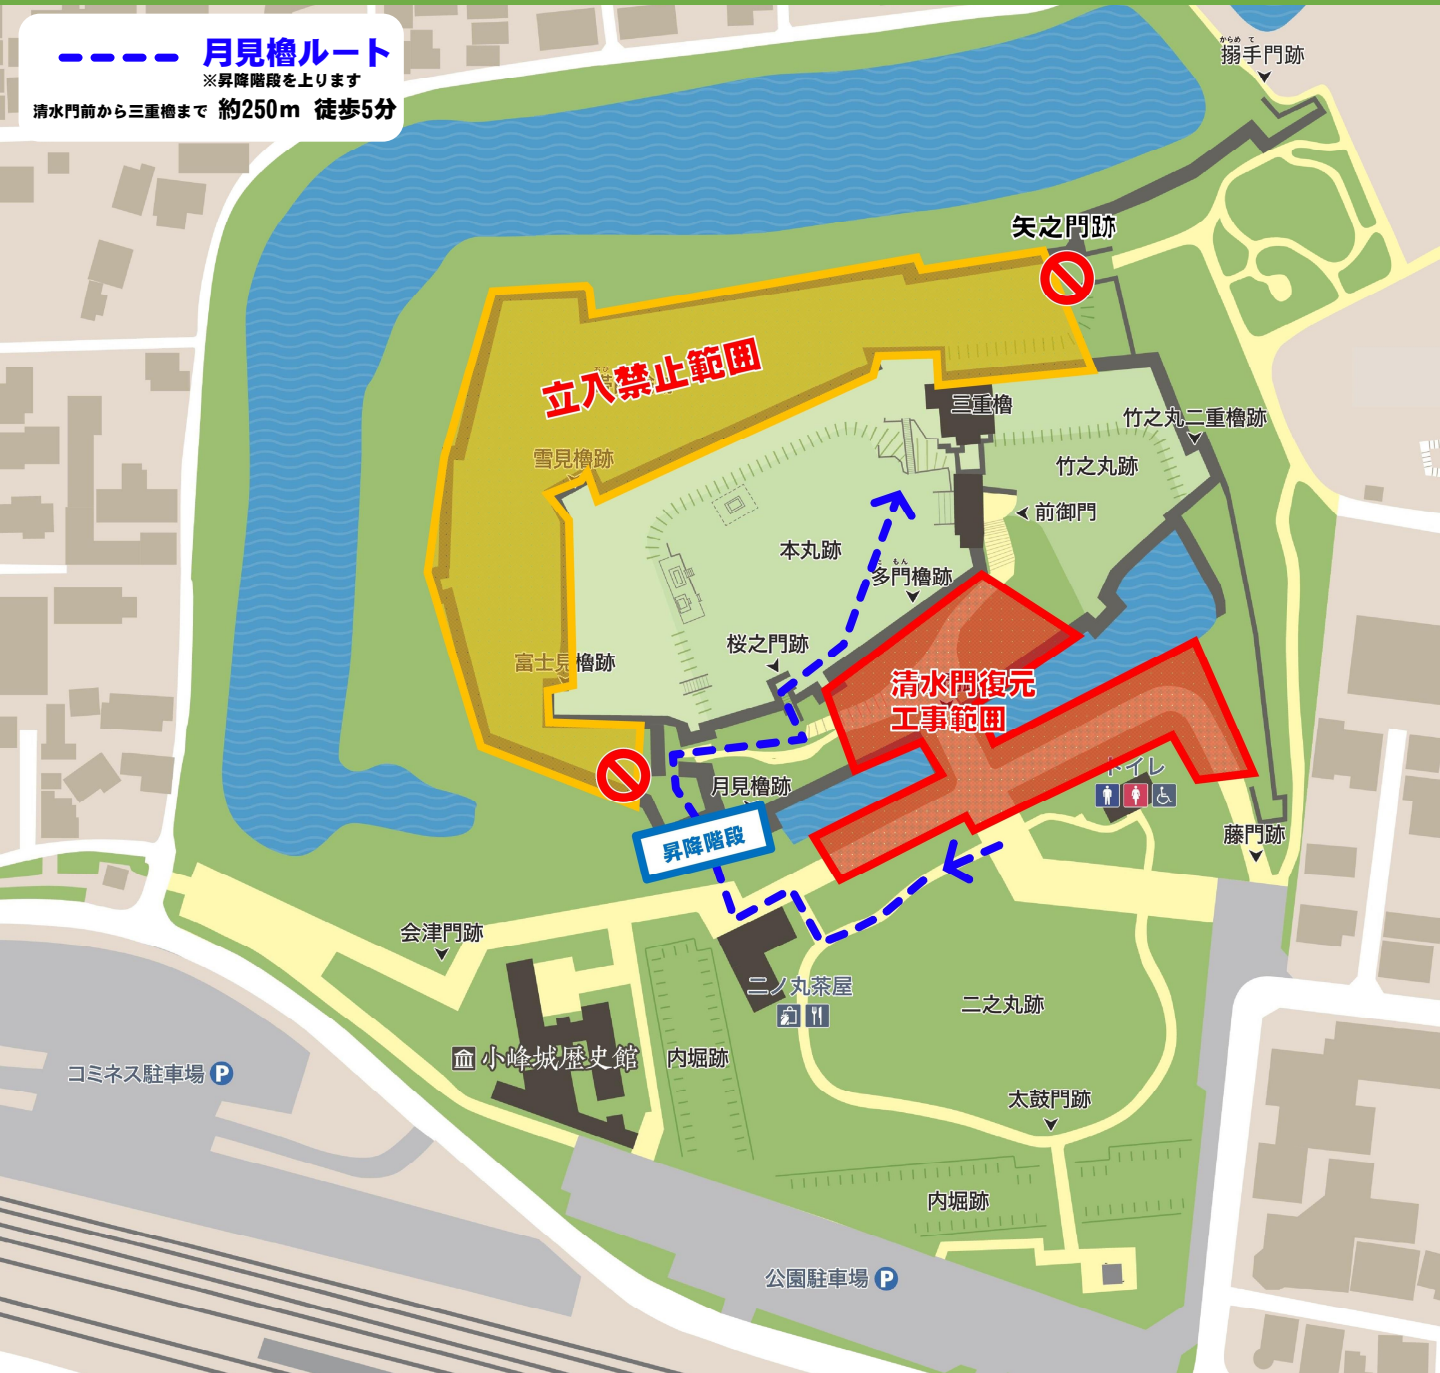 月見櫓ルート
※昇降階段を上ります
清水門前から三重櫓まで 約250m 徒歩5分
からめ て
搦手門跡
矢之門跡
立入禁止範囲
三重櫓
竹之丸二重櫓跡
雪見櫓跡
竹之丸跡
前御門
本丸跡
もん
多門櫓跡
桜之門跡
富士見櫓跡
清水門復元
工事範囲
トイレ
月見櫓跡
昇降階段
藤門跡
会津門跡
二ノ丸茶屋
二之丸跡
小峰城歴史館
内堀跡
コミネス駐車場 P
太鼓門跡
内堀跡
公園駐車場 P